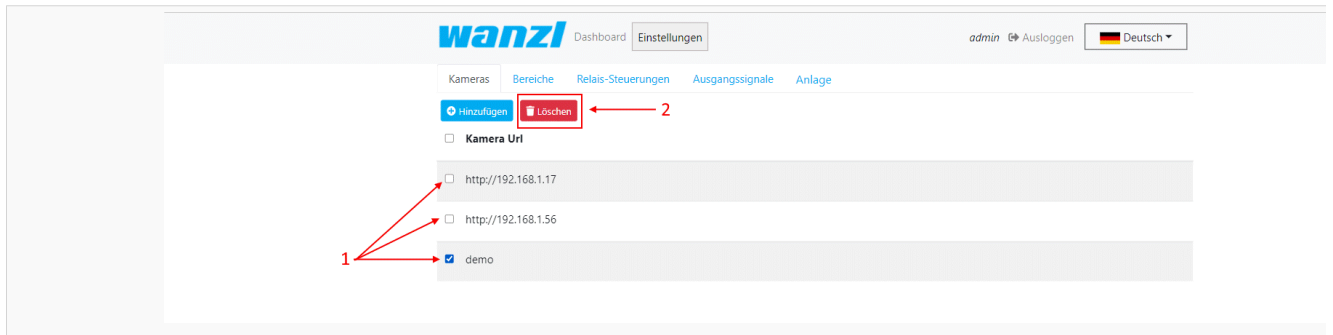 wanzl Dashboard Einstellungen admin Ausloggen Deutsch
Kameras Bereiche Relais-Steuerungen Ausgangssignale Anlage
Hinzufügen Löschen 2
Kamera Url
http://192.168.1.17
http://192.168.1.56
1 demo